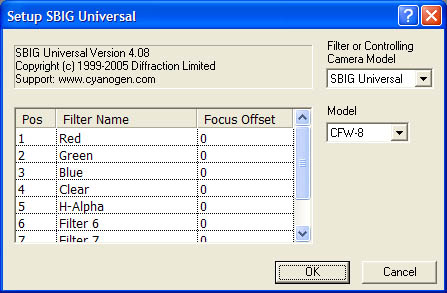 Setup SBIG Universal
SBIG Universal Version 4.08
Copyright (c) 1999-2005 Diffraction Limited
Support: www.cyanogen.com
Filter or Controlling
Camera Model
SBIG Universal
Model
CFW-8
Pos Filter Name Focus Offset
1 Red 0
2 Green 0
3 Blue 0
4 Clear 0
5 H-Alpha 0
6 Filter 6 0
7 Filter 7 0
OK Cancel